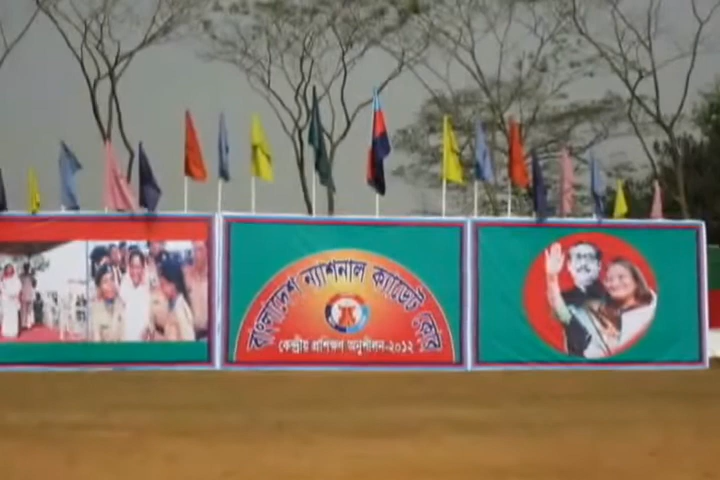 বাংলাদেশ ন্যাশনাল ক্যাডেট কোর
কেন্দ্রীয় প্রশিক্ষণ অনুশীলন-২০১২